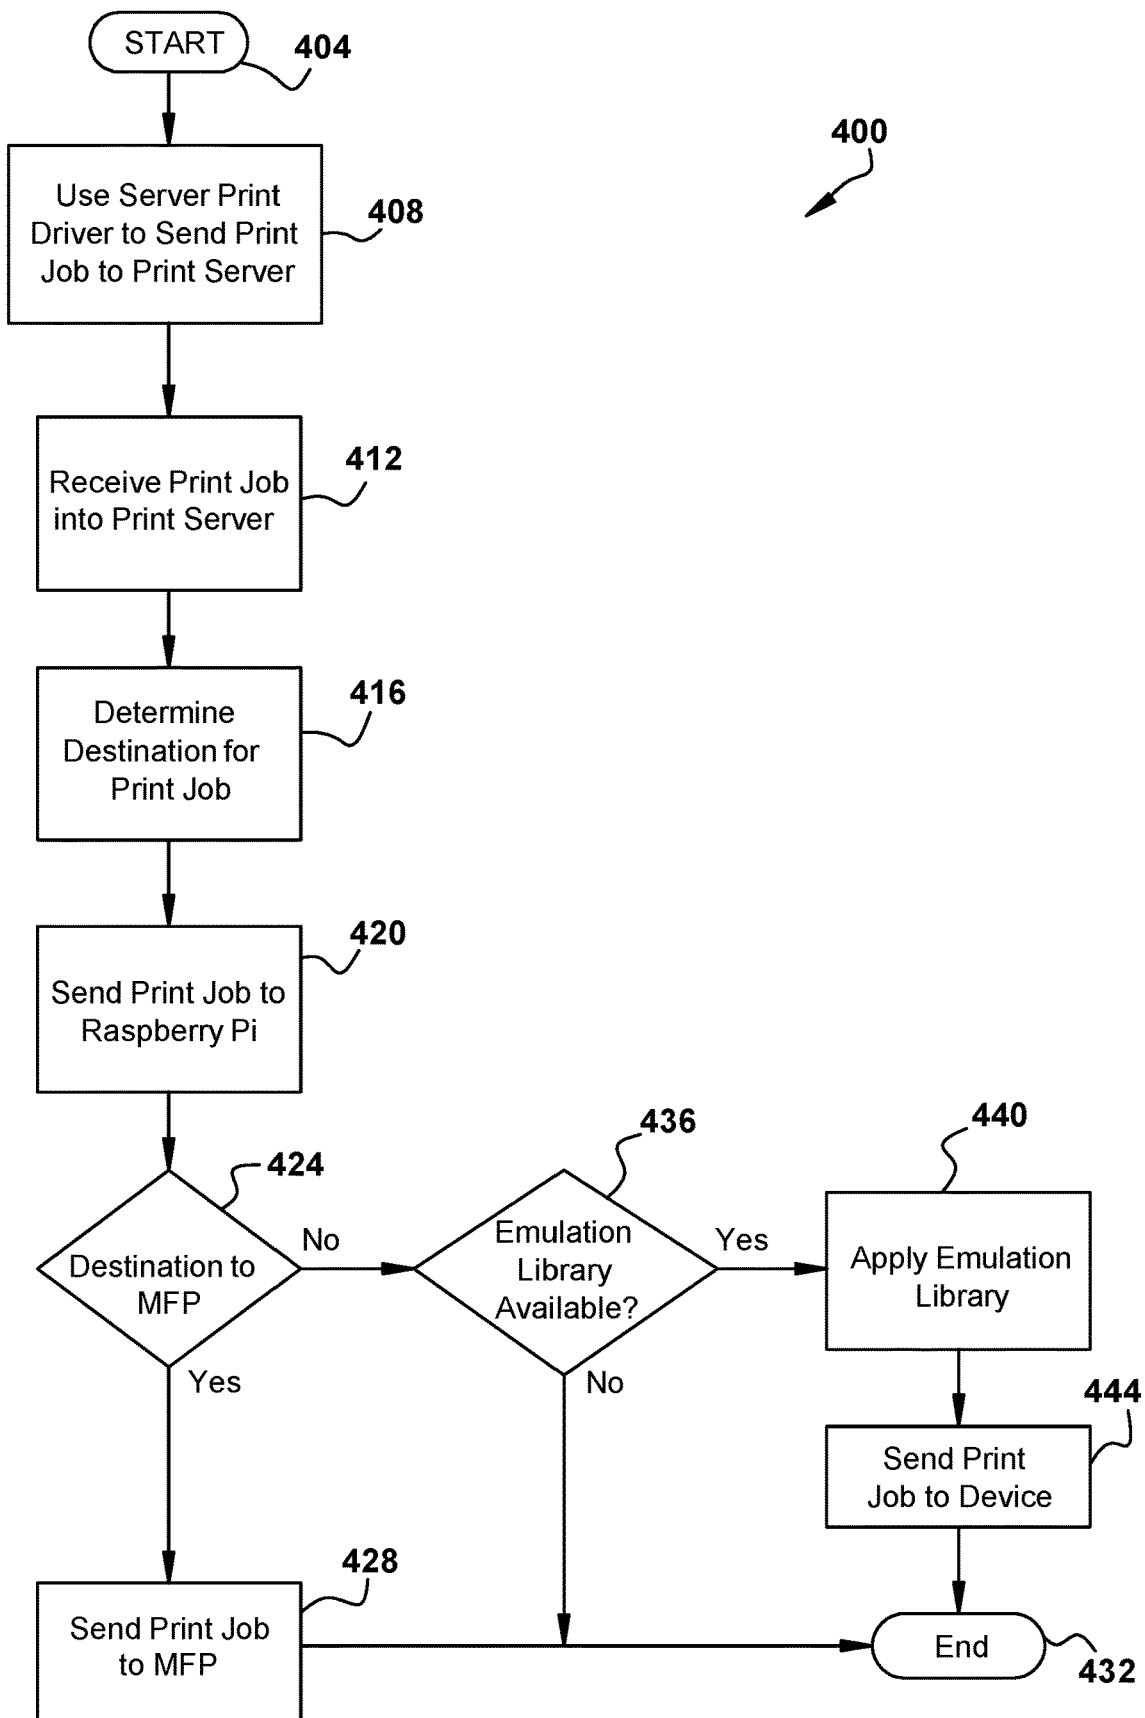 START
404
400
Use Server Print
Driver to Send Print
Job to Print Server
408
Receive Print Job
into Print Server
412
Determine
Destination for
Print Job
416
Send Print Job to
Raspberry Pi
420
Destination to
MFP
424
No
Yes
Emulation
Library
Available?
436
Yes
No
Apply Emulation
Library
440
Send Print
Job to Device
444
Send Print Job
to MFP
428
End
432